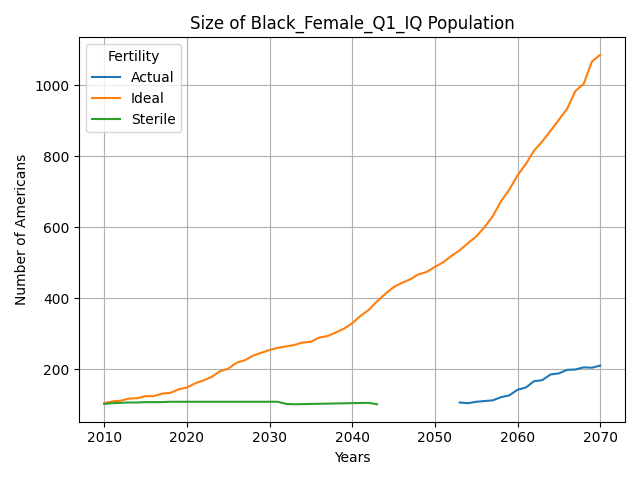 Size of Black_Female_Q1_IQ Population
Fertility
Actual
Ideal
Sterile
Number of Americans
1000
800
600
400
200
2010 2020 2030 2040 2050 2060 2070
Years